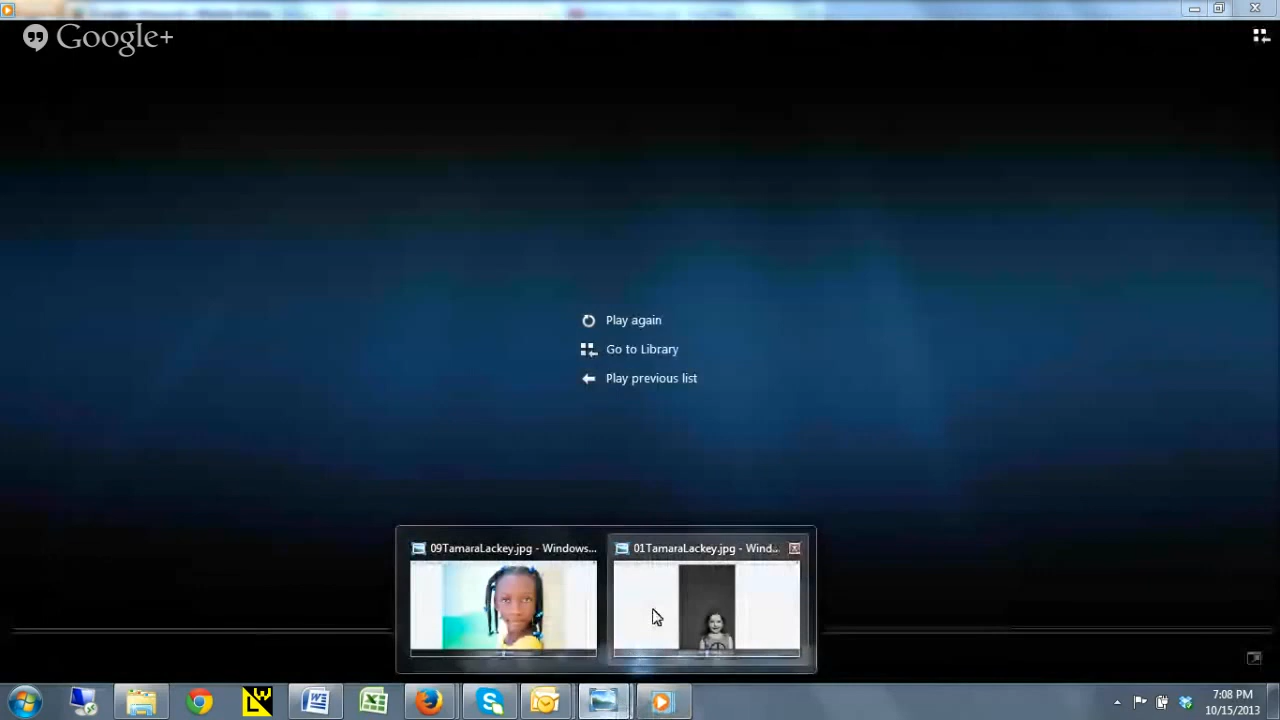 Google+
Play again
Go to Library
Play previous list
09TamaraLackey.jpg - Windows...
01TamaraLackey.jpg - Wind...
7:08 PM
10/15/2013